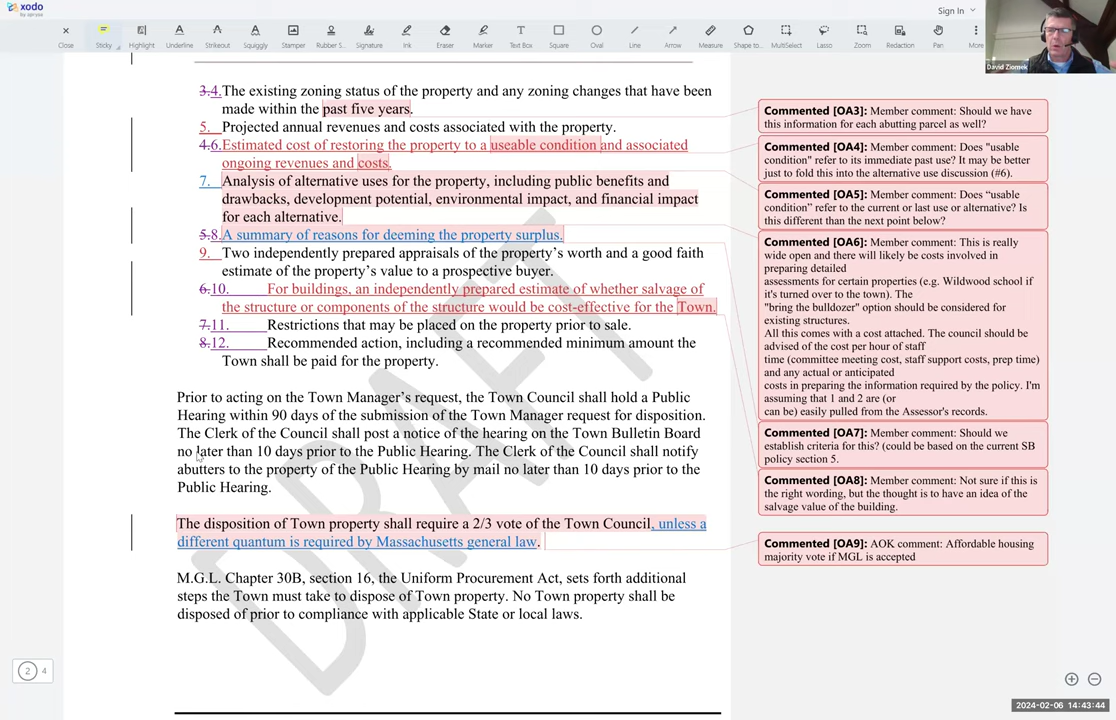 xodo
by apryse
Sign In
Close
Sticky
Highlight
Underline
Strikeout
Squiggly
Stamper
Rubber S...
Signature
Ink
Eraser
Marker
Text Box
Square
Oval
Line
Arrow
Measure
Shape to...
MultiSelect
Lasso
Zoom
Redaction
Pan
More
David Ziomek
3.4. The existing zoning status of the property and any zoning changes that have been
made within the past five years.
5. Projected annual revenues and costs associated with the property.
4.6. Estimated cost of restoring the property to a useable condition and associated
ongoing revenues and costs.
7. Analysis of alternative uses for the property, including public benefits and
drawbacks, development potential, environmental impact, and financial impact
for each alternative.
5.8. A summary of reasons for deeming the property surplus.
9. Two independently prepared appraisals of the property's worth and a good faith
estimate of the property's value to a prospective buyer.
6.10. For buildings, an independently prepared estimate of whether salvage of
the structure or components of the structure would be cost-effective for the Town.
7.11. Restrictions that may be placed on the property prior to sale.
8.12. Recommended action, including a recommended minimum amount the
Town shall be paid for the property.
Prior to acting on the Town Manager's request, the Town Council shall hold a Public
Hearing within 90 days of the submission of the Town Manager request for disposition.
The Clerk of the Council shall post a notice of the hearing on the Town Bulletin Board
no later than 10 days prior to the Public Hearing. The Clerk of the Council shall notify
abutters to the property of the Public Hearing by mail no later than 10 days prior to the
Public Hearing.
The disposition of Town property shall require a 2/3 vote of the Town Council, unless a
different quantum is required by Massachusetts general law.
M.G.L. Chapter 30B, section 16, the Uniform Procurement Act, sets forth additional
steps the Town must take to dispose of Town property. No Town property shall be
disposed of prior to compliance with applicable State or local laws.
DRAFT
Commented [OA3]: Member comment: Should we have
this information for each abutting parcel as well?
Commented [OA4]: Member comment: Does "usable
condition" refer to its immediate past use? It may be better
just to fold this into the alternative use discussion (#6).
Commented [OA5]: Member comment: Does “usable
condition” refer to the current or last use or alternative? Is
this different than the next point below?
Commented [OA6]: Member comment: This is really
wide open and there will likely be costs involved in
preparing detailed
assessments for certain properties (e.g. Wildwood school if
it's turned over to the town). The
"bring the bulldozer" option should be considered for
existing structures.
All this comes with a cost attached. The council should be
advised of the cost per hour of staff
time (committee meeting cost, staff support costs, prep time)
and any actual or anticipated
costs in preparing the information required by the policy. I'm
assuming that 1 and 2 are (or
can be) easily pulled from the Assessor's records.
Commented [OA7]: Member comment: Should we
establish criteria for this? (could be based on the current SB
policy section 5.
Commented [OA8]: Member comment: Not sure if this is
the right wording, but the thought is to have an idea of the
salvage value of the building.
Commented [OA9]: AOK comment: Affordable housing
majority vote if MGL is accepted
2 4
2024-02-06 14:43:44